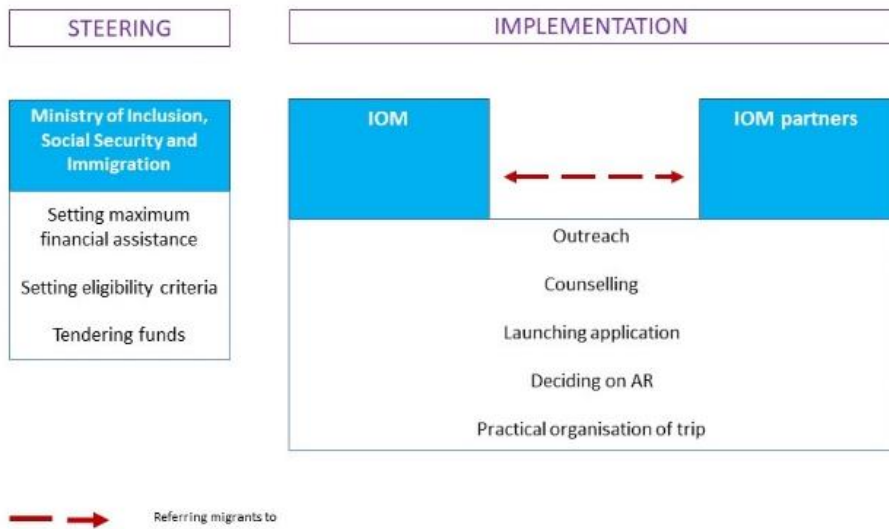 STEERING
IMPLEMENTATION
Ministry of Inclusion,
Social Security and
Immigration
Setting maximum
financial assistance
Setting eligibility criteria
Tendering funds
IOM
IOM partners
Outreach
Counselling
Launching application
Deciding on AR
Practical organisation of trip
Referring migrants to